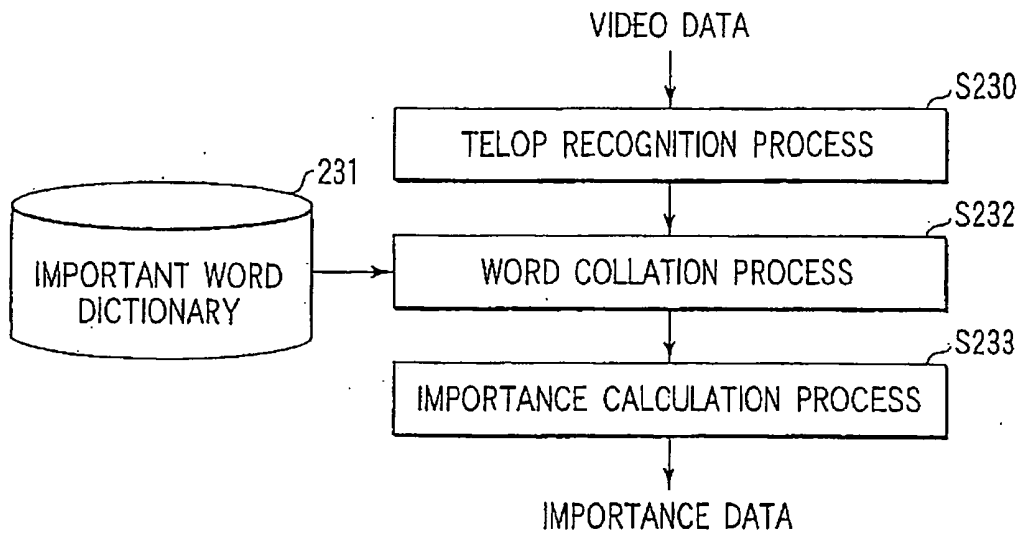 VIDEO DATA
S230
TELOP RECOGNITION PROCESS
231
S232
IMPORTANT WORD
DICTIONARY
WORD COLLATION PROCESS
S233
IMPORTANCE CALCULATION PROCESS
IMPORTANCE DATA